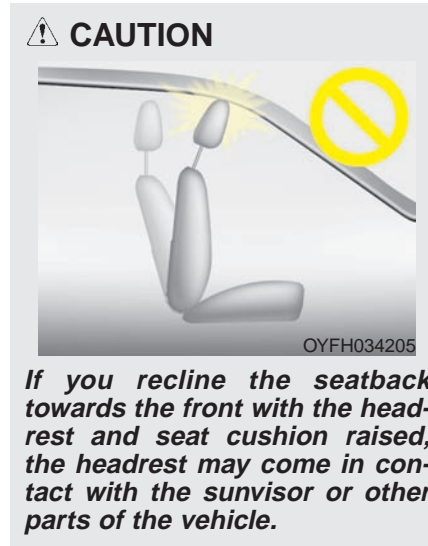 CAUTION
OYFH034205
If you recline the seatback
towards the front with the head-
rest and seat cushion raised,
the headrest may come in con-
tact with the sunvisor or other
parts of the vehicle.